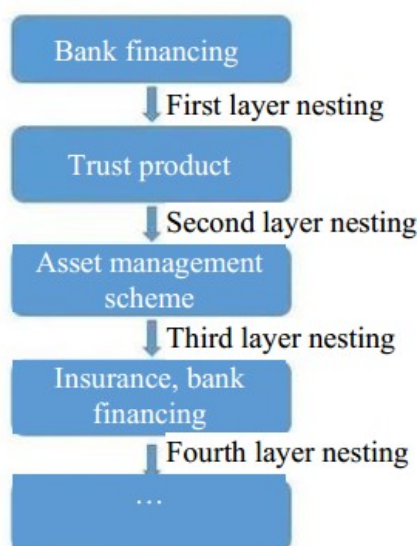 Bank financing
First layer nesting
Trust product
Second layer nesting
Asset management
scheme
Third layer nesting
Insurance, bank
financing
Fourth layer nesting
…